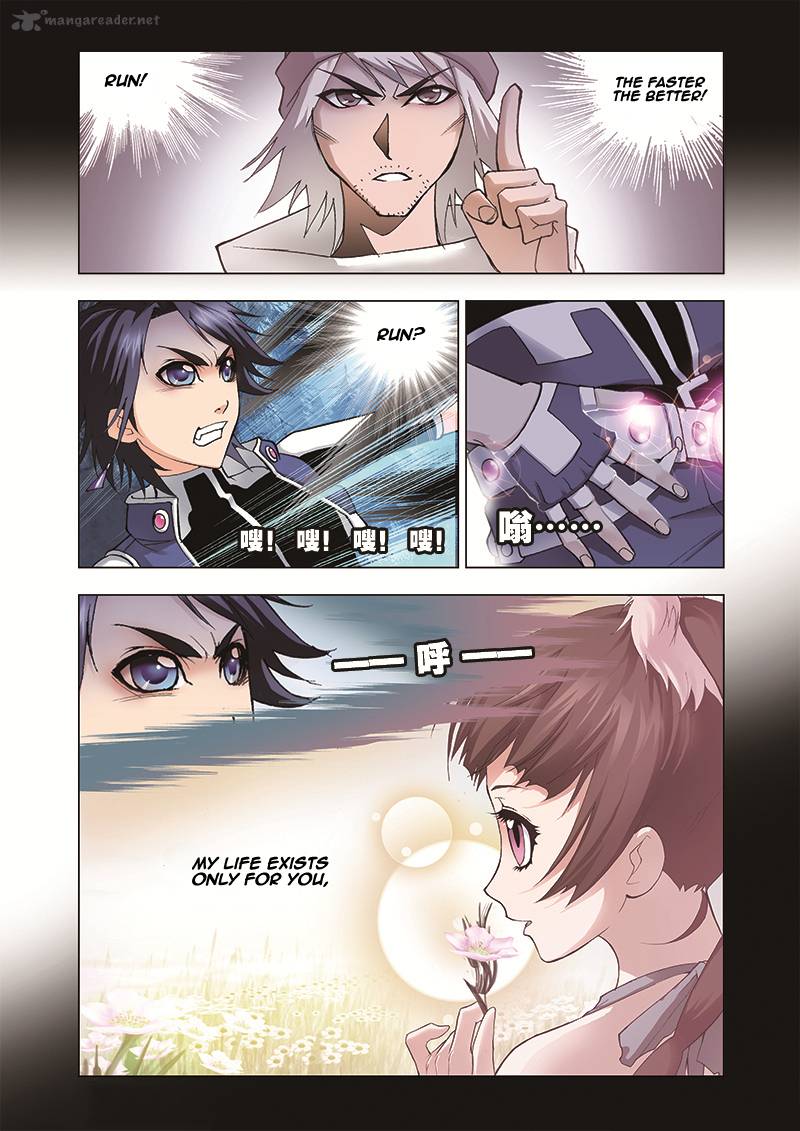 mangareader.net
RUN!
THE FASTER
THE BETTER!
RUN?
嗖! 嗖! 嗖! 嗖!
嗡……
——呼——
MY LIFE EXISTS
ONLY FOR YOU,